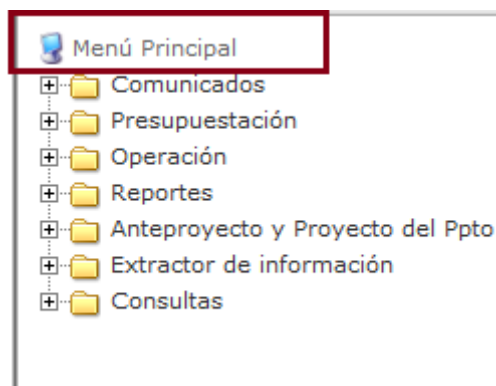 Menú Principal
Comunicados
Presupuestación
Operación
Reportes
Anteproyecto y Proyecto del Ppto
Extractor de información
Consultas